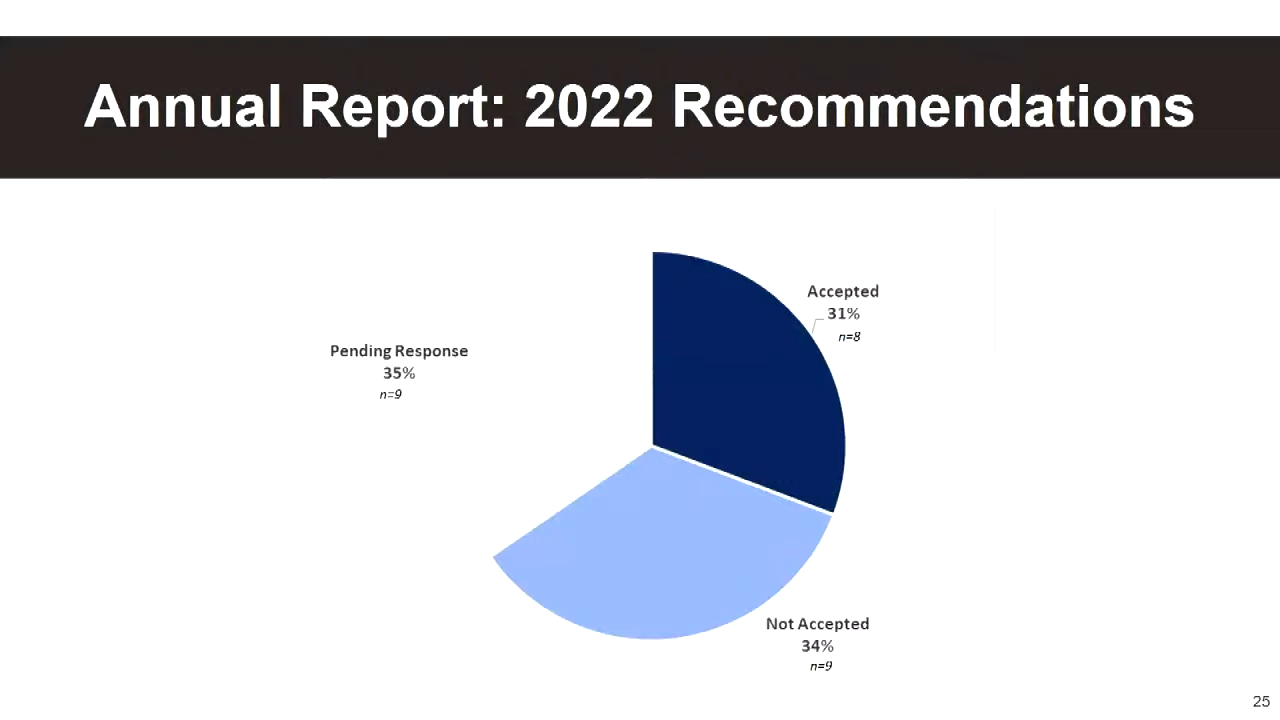 Annual Report: 2022 Recommendations
Accepted
31%
n=8
Pending Response
35%
n=9
Not Accepted
34%
n=9
25